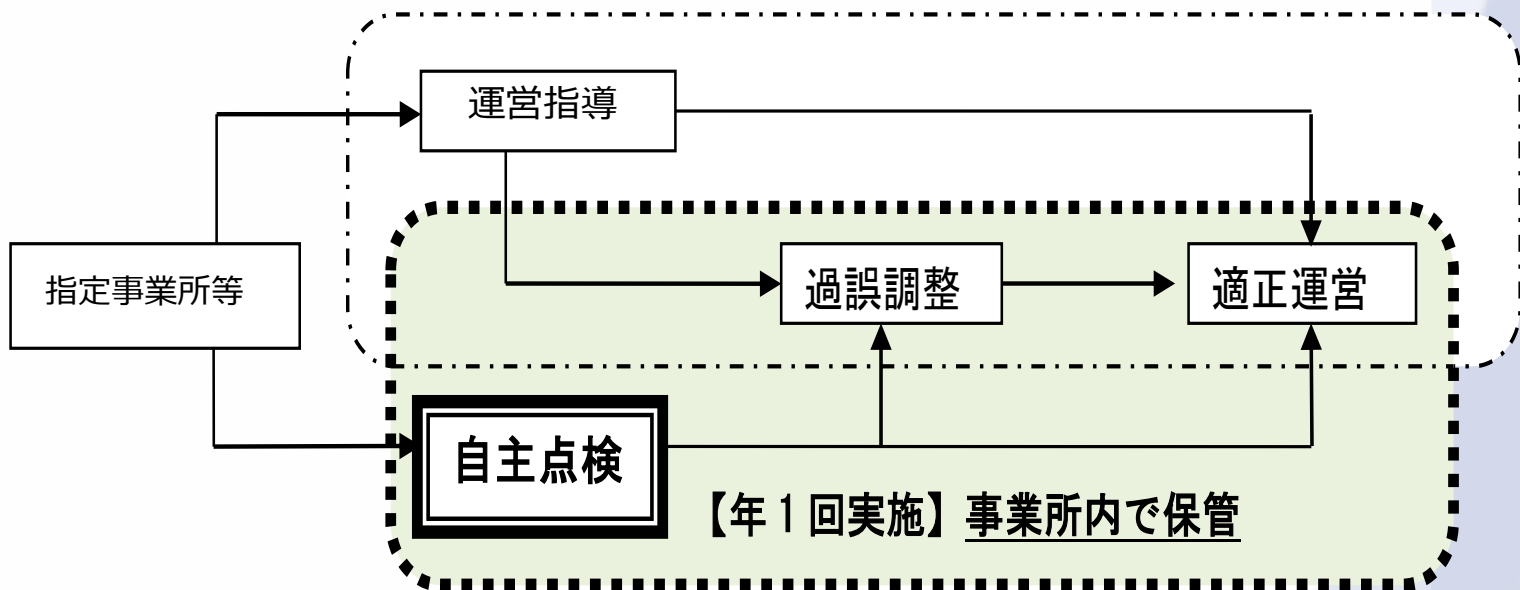 運営指導
指定事業所等
過誤調整
適正運営
自主点検
【年1回実施】事業所内で保管